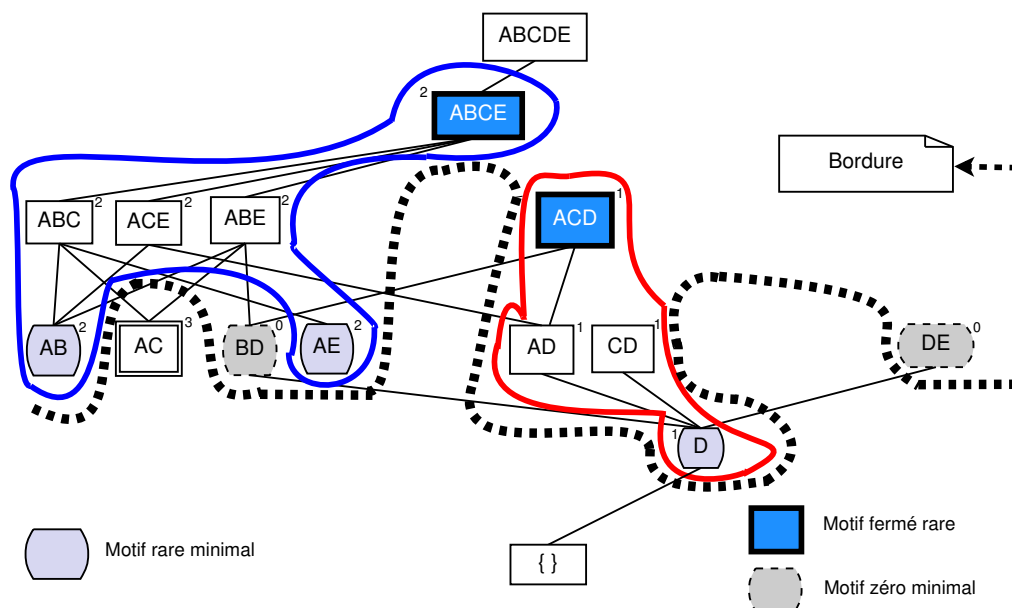 ABCDE
2
ABCE
Bordure
ABC 2
ACE 2
ABE 2
ACD 1
AB 2
AC 3
BD 0
AE 2
AD 1
CD 1
DE 0
1 D
Motif rare minimal
Motif fermé rare
{ }
Motif zéro minimal